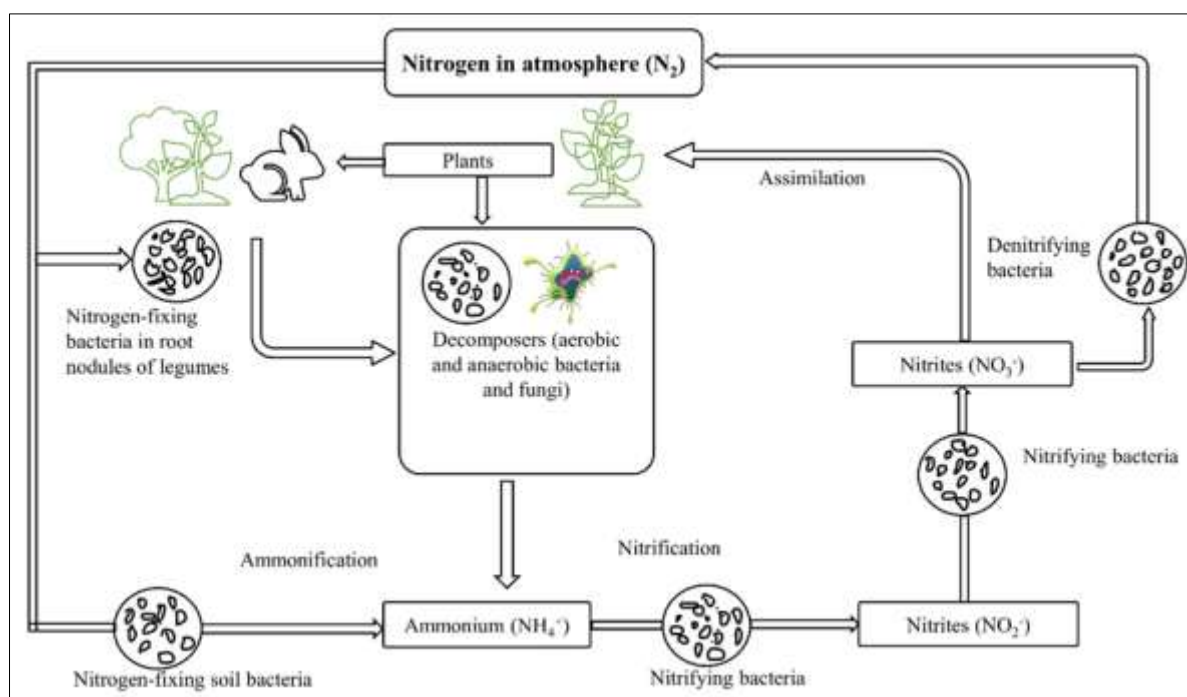 Nitrogen in atmosphere (N₂)
Plants
Assimilation
Denitrifying
bacteria
Nitrogen-fixing
bacteria in root
nodules of legumes
Decomposers (aerobic
and anaerobic bacteria
and fungi)
Nitrites (NO₃⁻)
Nitrifying bacteria
Ammonification
Nitrification
Ammonium (NH₄⁺)
Nitrites (NO₂⁻)
Nitrogen-fixing soil bacteria
Nitrifying bacteria